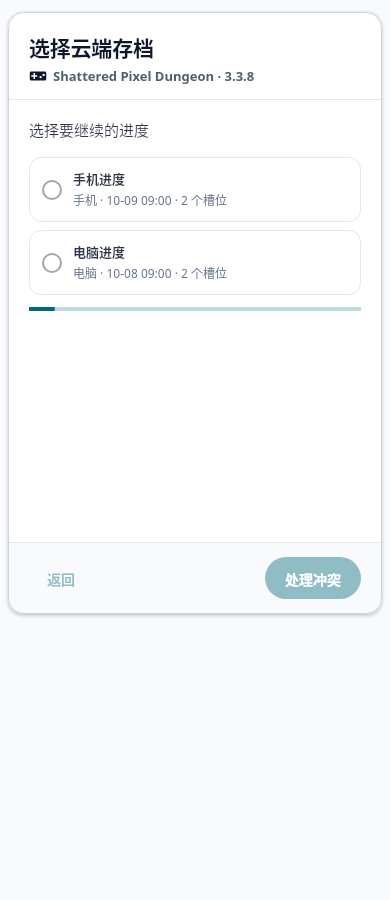 选择云端存档
Shattered Pixel Dungeon · 3.3.8
选择要继续的进度
手机进度
手机 · 10-09 09:00 · 2 个槽位
电脑进度
电脑 · 10-08 09:00 · 2 个槽位
返回
处理冲突